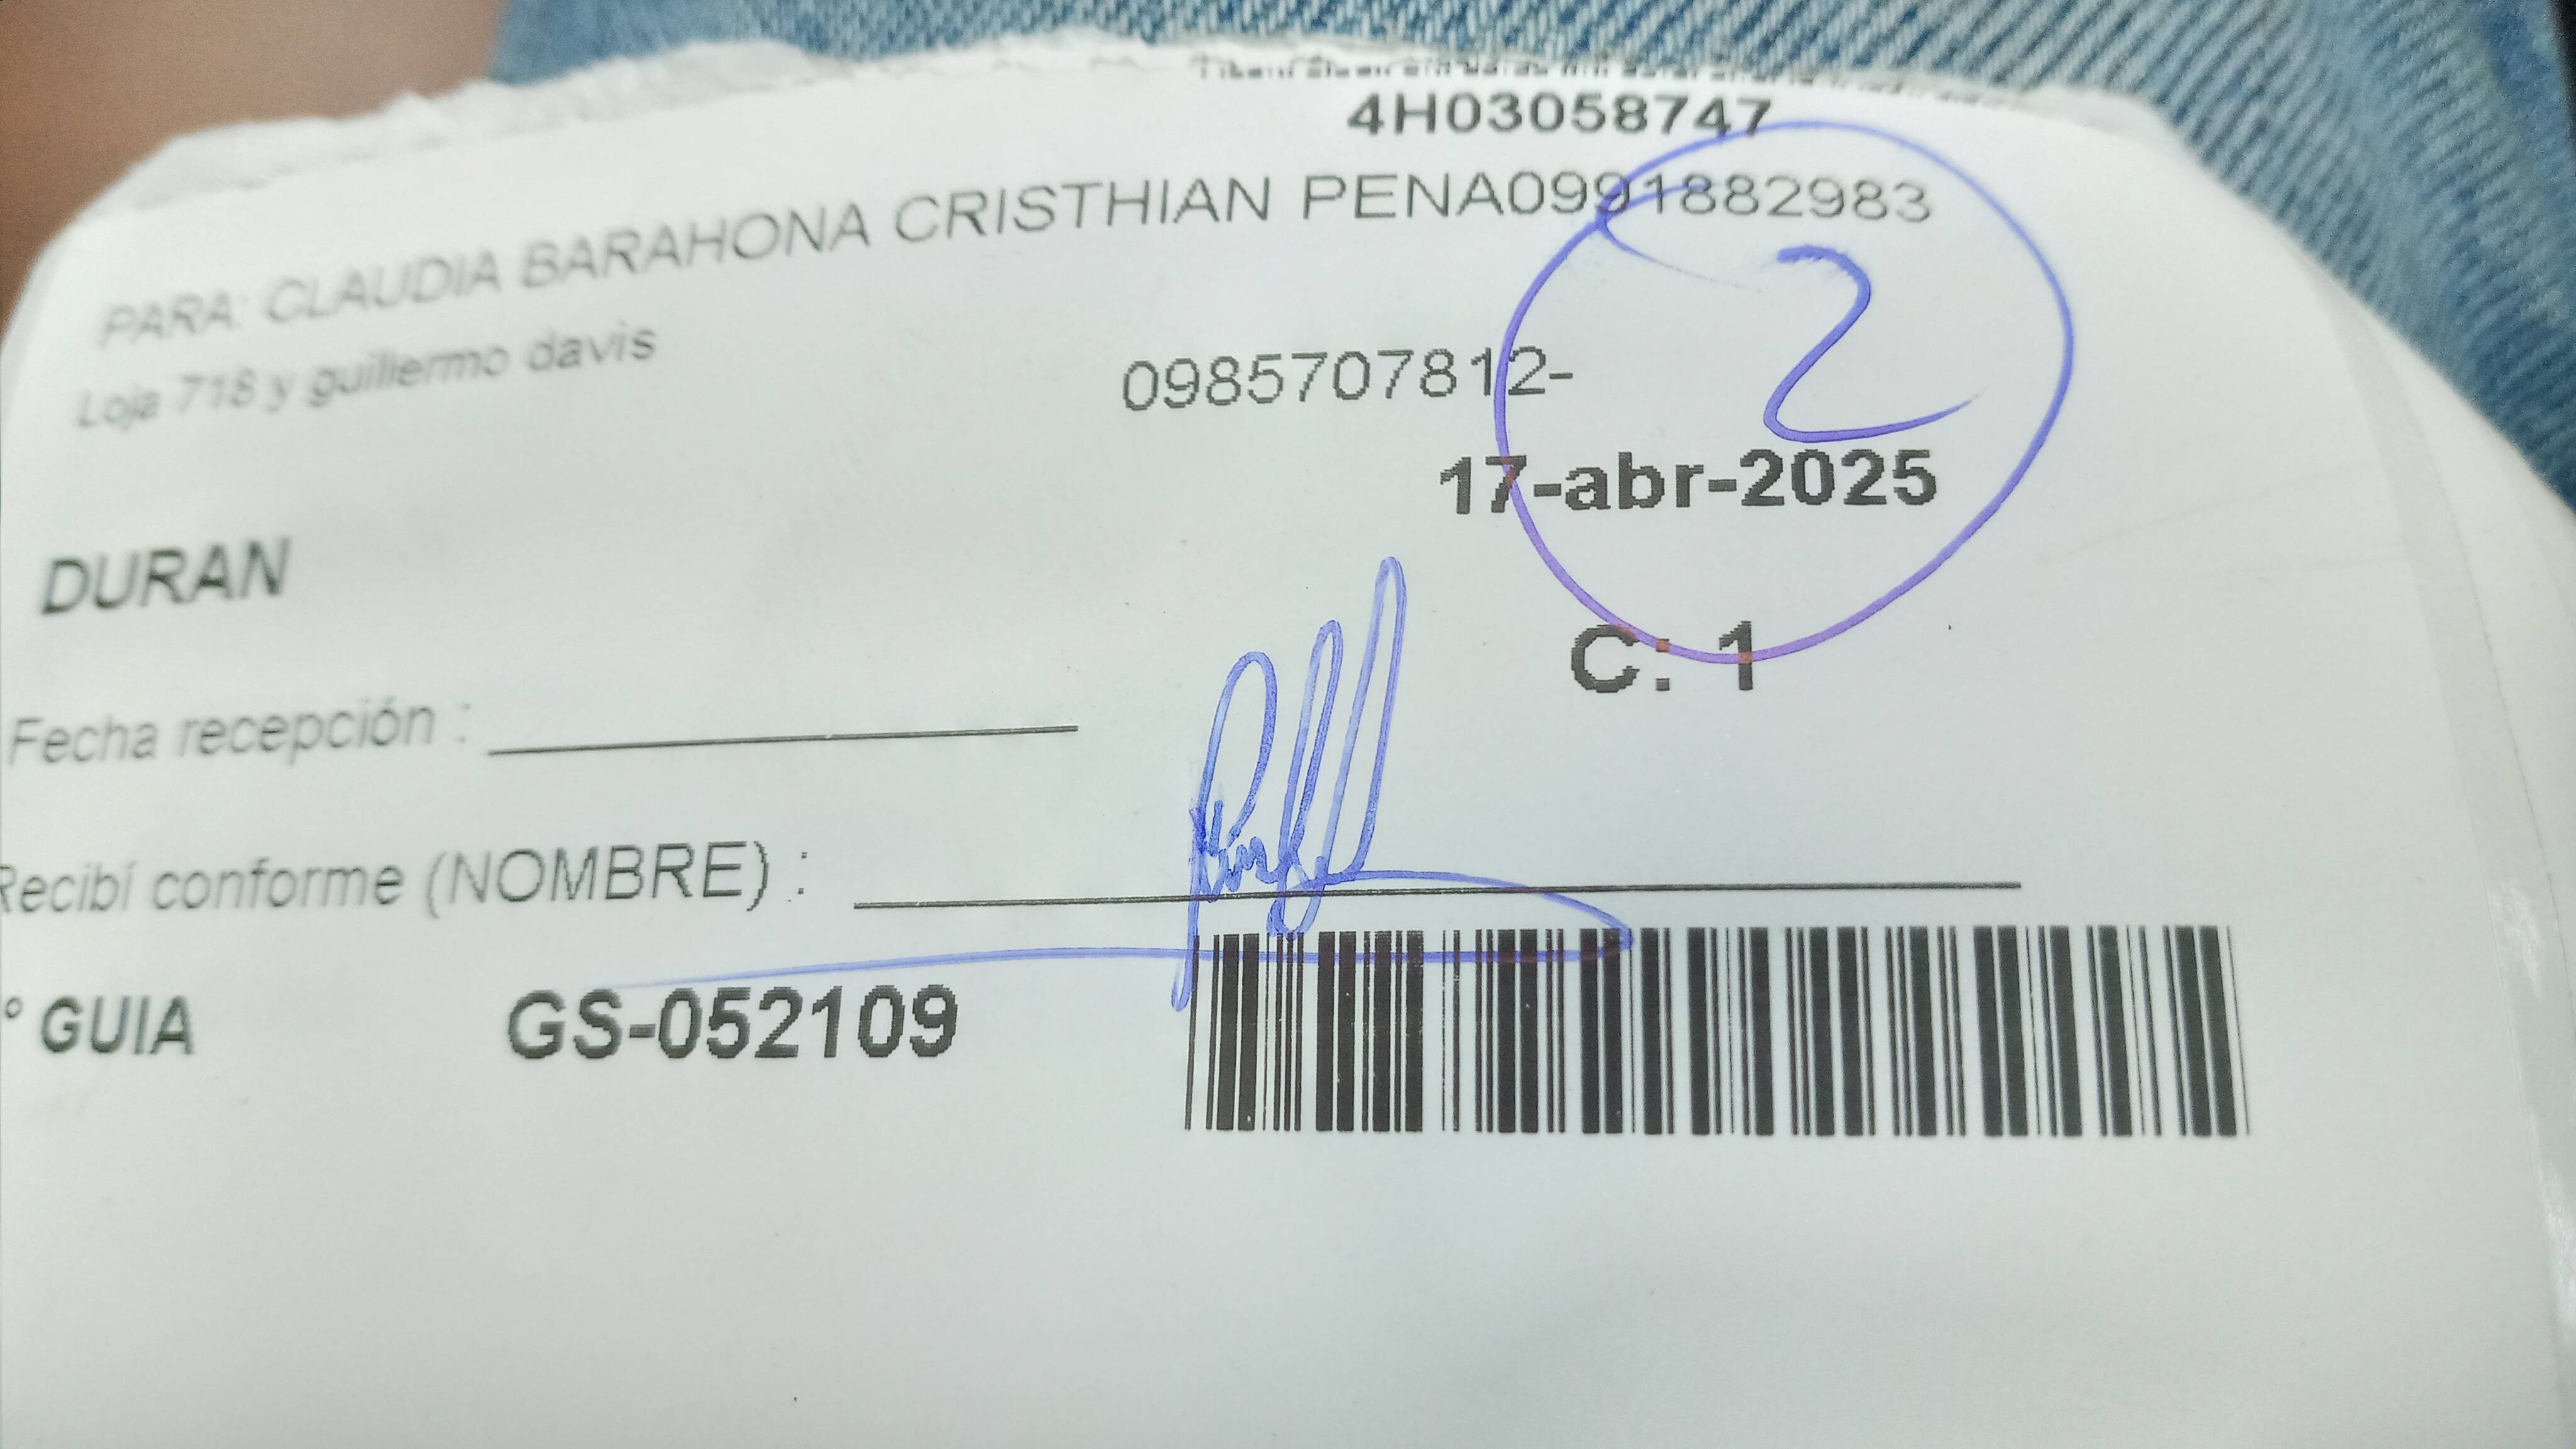 4H03058747
PARA: CLAUDIA BARAHONA CRISTHIAN PENA0991882983
Loja 718 y guillermo davis
0985707812-
2
17-abr-2025
DURAN
C: 1
Fecha recepción :
Recibí conforme (NOMBRE) :
° GUIA GS-052109